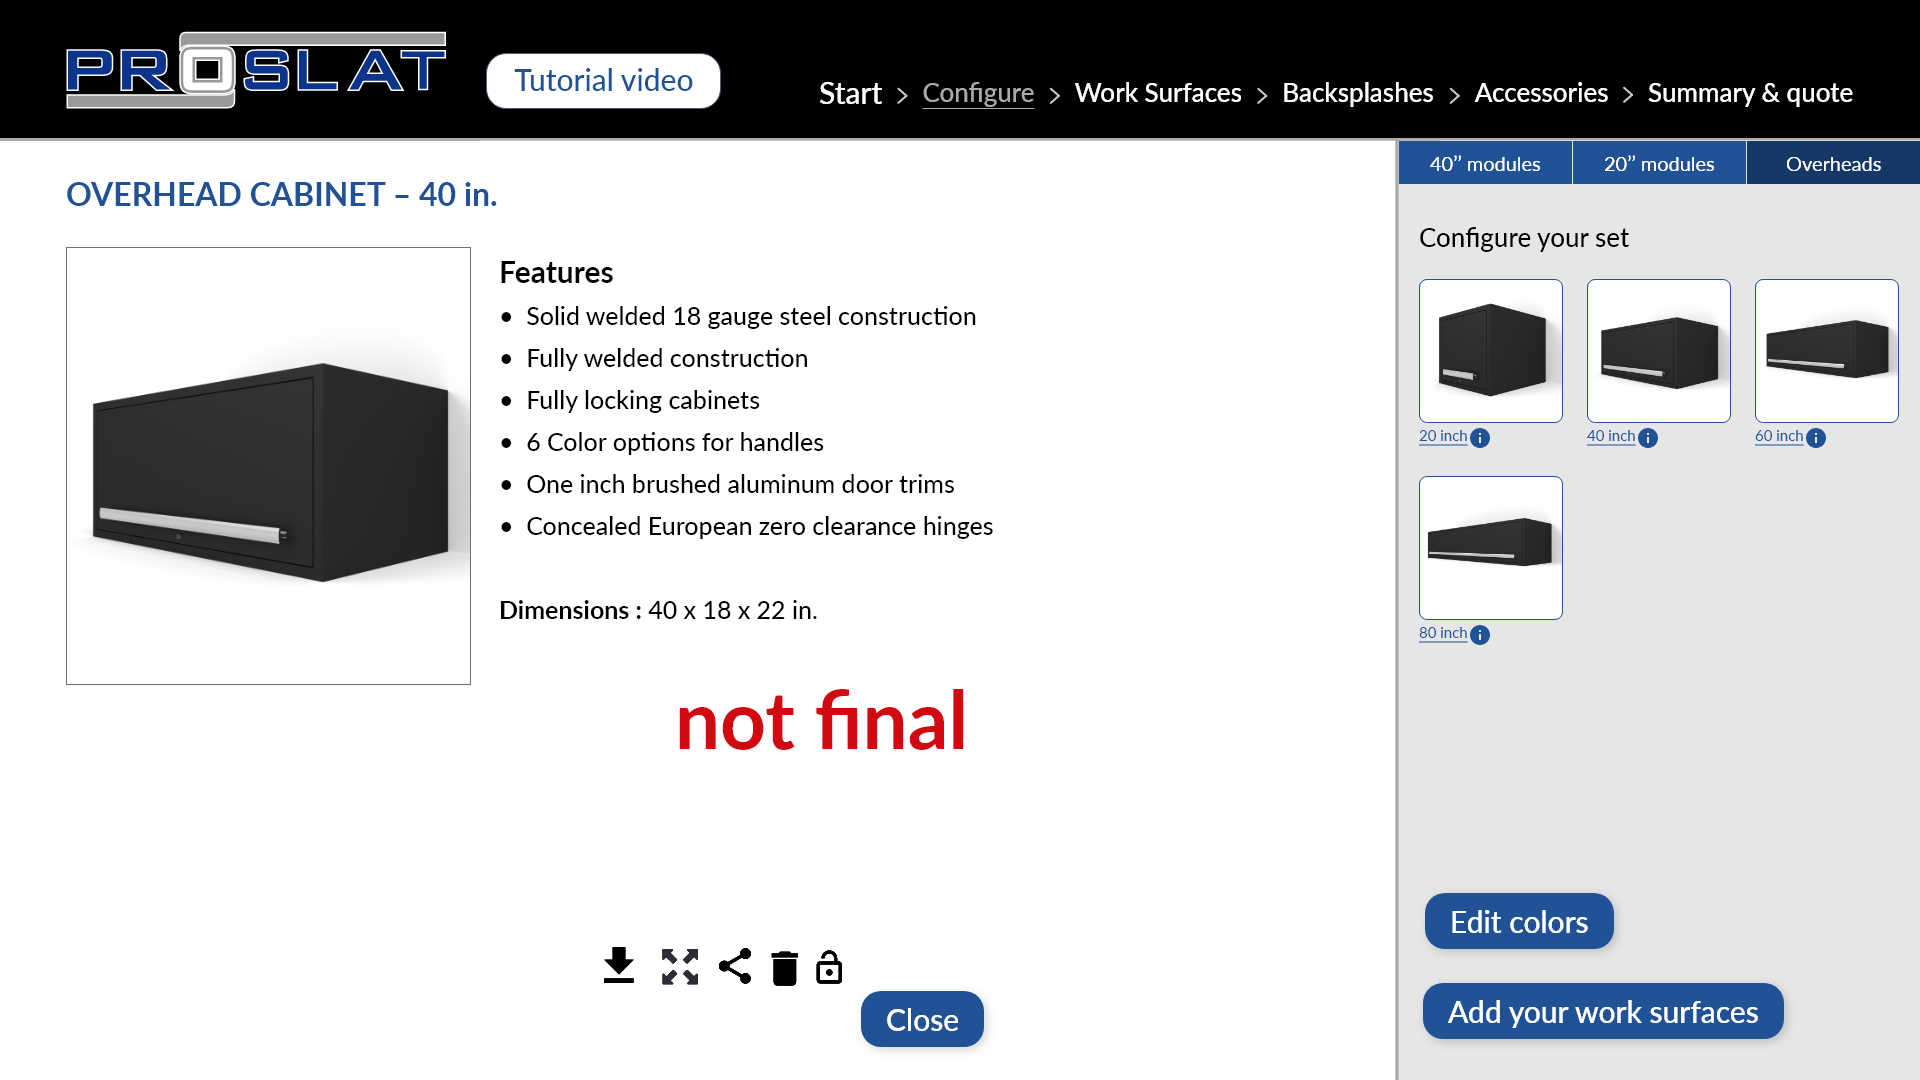 PROSLAT
Tutorial video
Start > Configure > Work Surfaces > Backsplashes > Accessories > Summary & quote
OVERHEAD CABINET – 40 in.
Features
• Solid welded 18 gauge steel construction
• Fully welded construction
• Fully locking cabinets
• 6 Color options for handles
• One inch brushed aluminum door trims
• Concealed European zero clearance hinges
Dimensions : 40 x 18 x 22 in.
not final
Close
40” modules
20” modules
Overheads
Configure your set
20 inch i
40 inch i
60 inch i
80 inch i
Edit colors
Add your work surfaces